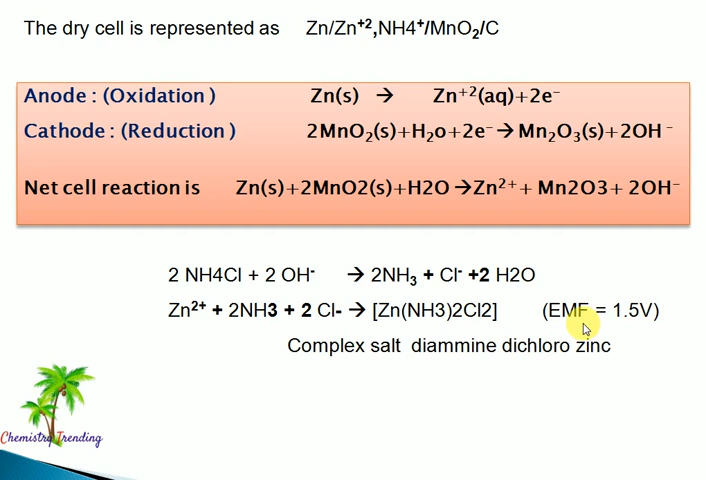 The dry cell is represented as Zn/Zn⁺²,NH4⁺/MnO₂/C
Anode : (Oxidation ) Zn(s) → Zn⁺²(aq)+2e⁻
Cathode : (Reduction ) 2MnO₂(s)+H₂o+2e⁻→Mn₂O₃(s)+2OH⁻
Net cell reaction is Zn(s)+2MnO2(s)+H2O →Zn²⁺+ Mn2O3+ 2OH⁻
2 NH4Cl + 2 OH⁻ → 2NH₃ + Cl⁻ +2 H2O
Zn²⁺ + 2NH3 + 2 Cl- → [Zn(NH3)2Cl2] (EMF = 1.5V)
Complex salt diammine dichloro zinc
Chemistry Trending